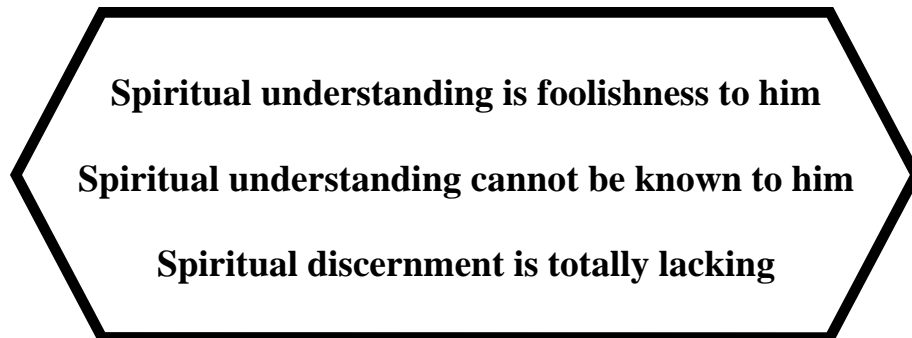 Spiritual understanding is foolishness to him
Spiritual understanding cannot be known to him
Spiritual discernment is totally lacking